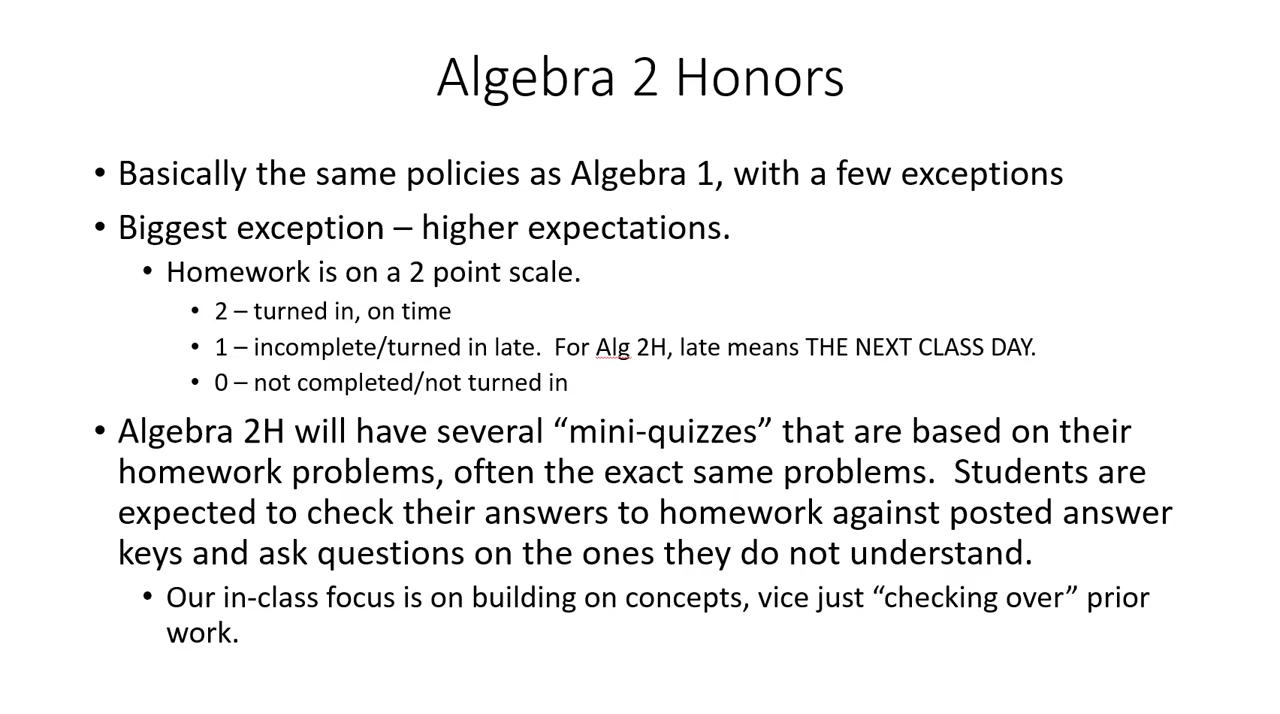 Algebra 2 Honors
• Basically the same policies as Algebra 1, with a few exceptions
• Biggest exception – higher expectations.
• Homework is on a 2 point scale.
• 2 – turned in, on time
• 1 – incomplete/turned in late.  For Alg 2H, late means THE NEXT CLASS DAY.
• 0 – not completed/not turned in
• Algebra 2H will have several “mini-quizzes” that are based on their
homework problems, often the exact same problems.  Students are
expected to check their answers to homework against posted answer
keys and ask questions on the ones they do not understand.
• Our in-class focus is on building on concepts, vice just “checking over” prior
work.